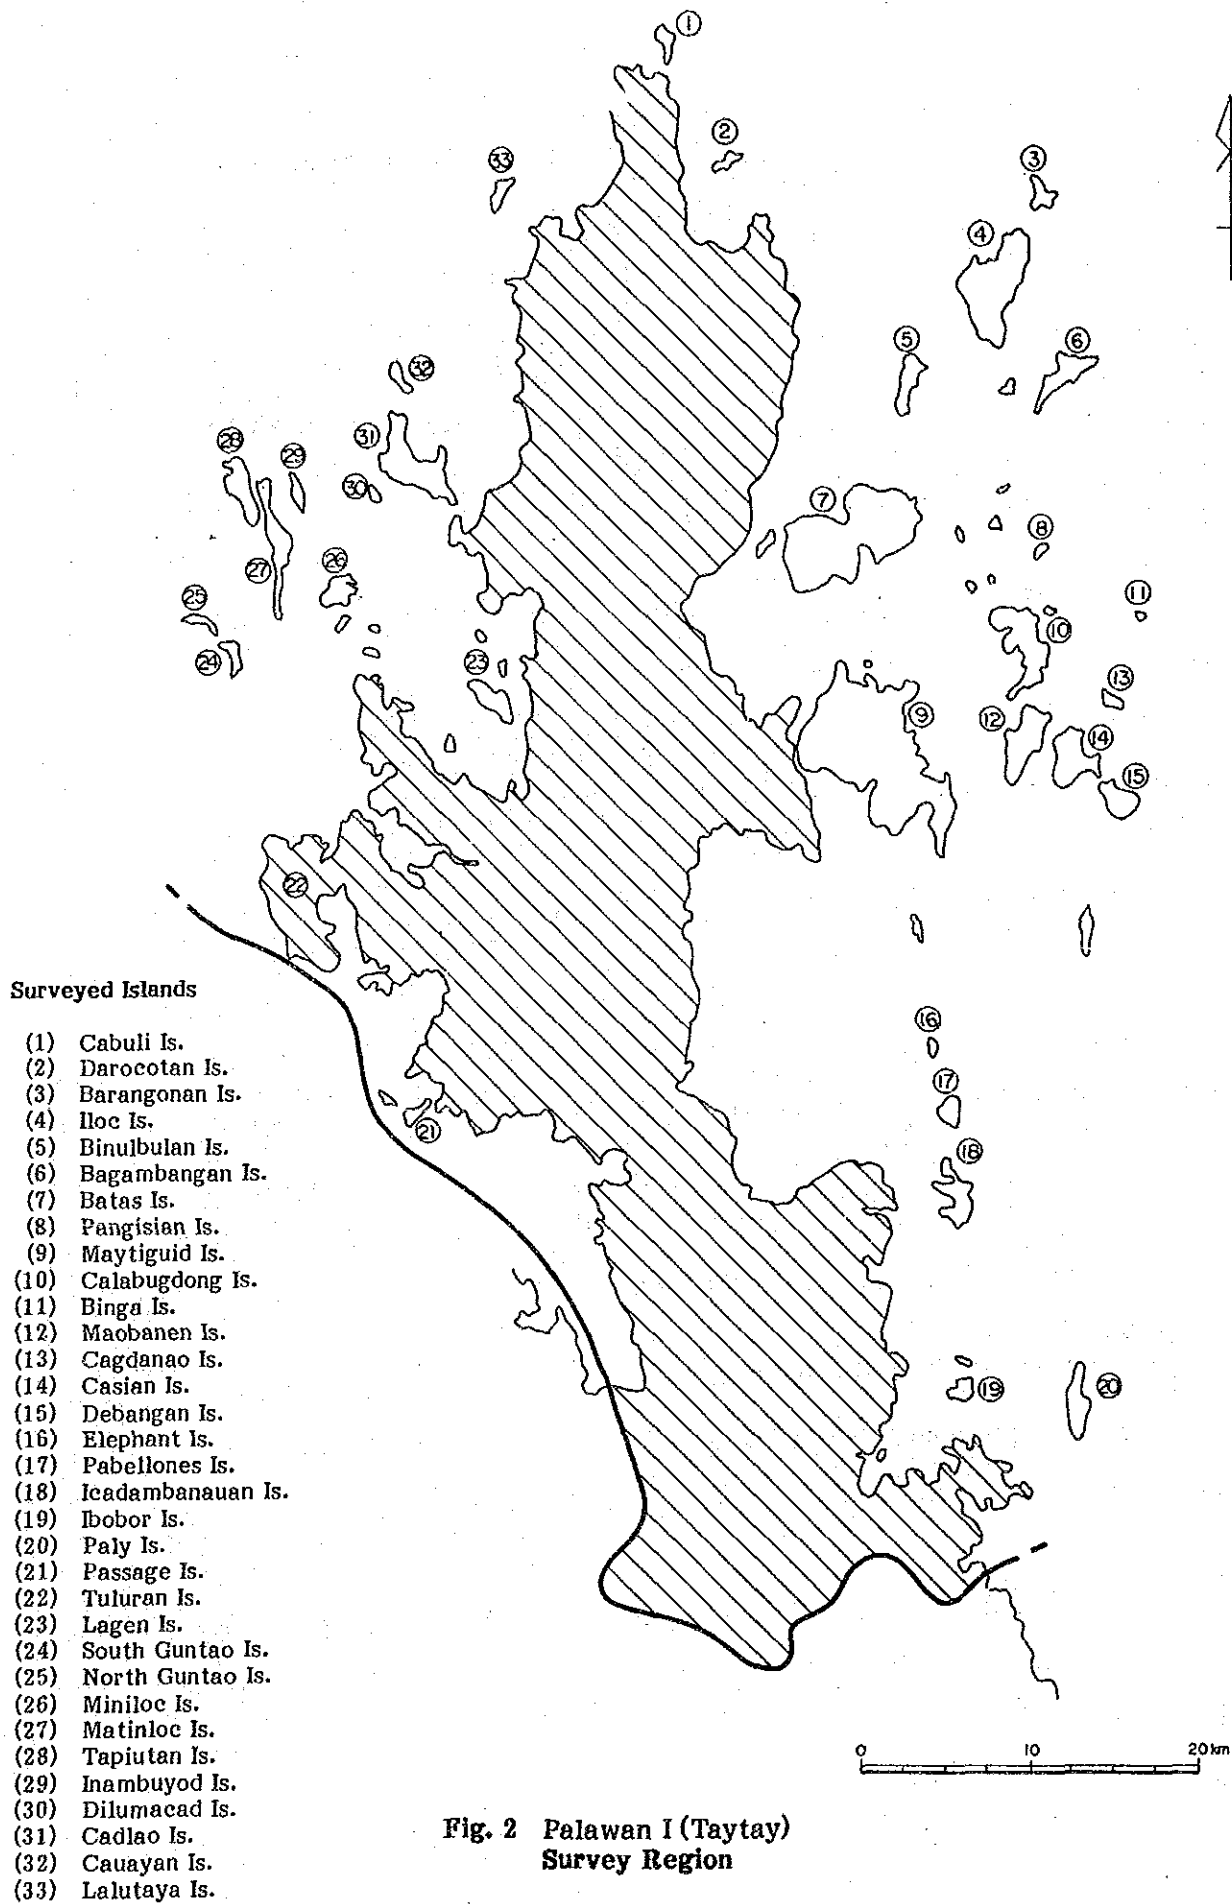 ①
②
③
㉝
④
⑤
⑥
㉜
㉛
㉘
㉙
㉚
⑦
⑧
㉗
㉖
⑪
㉕
⑩
㉔
㉓
⑬
⑨
⑫
⑭
⑮
㉒
Surveyed Islands
(1) Cabuli Is.
(2) Darocotan Is.
(3) Barangonan Is.
(4) Iloc Is.
(5) Binulbulan Is.
(6) Bagambangan Is.
(7) Batas Is.
(8) Pangisian Is.
(9) Maytiguid Is.
(10) Calabugdong Is.
(11) Binga Is.
(12) Maobanen Is.
(13) Cagdanao Is.
(14) Casian Is.
(15) Debangan Is.
(16) Elephant Is.
(17) Pabellones Is.
(18) Icadambanauan Is.
(19) Ibobor Is.
(20) Paly Is.
(21) Passage Is.
(22) Tuluran Is.
(23) Lagen Is.
(24) South Guntao Is.
(25) North Guntao Is.
(26) Miniloc Is.
(27) Matinloc Is.
(28) Tapiutan Is.
(29) Inambuyod Is.
(30) Dilumacad Is.
(31) Cadlao Is.
(32) Cauayan Is.
(33) Lalutaya Is.
⑯
⑰
㉑
⑱
⑲
⑳
0 10 20km
Fig. 2 Palawan I (Taytay)
Survey Region